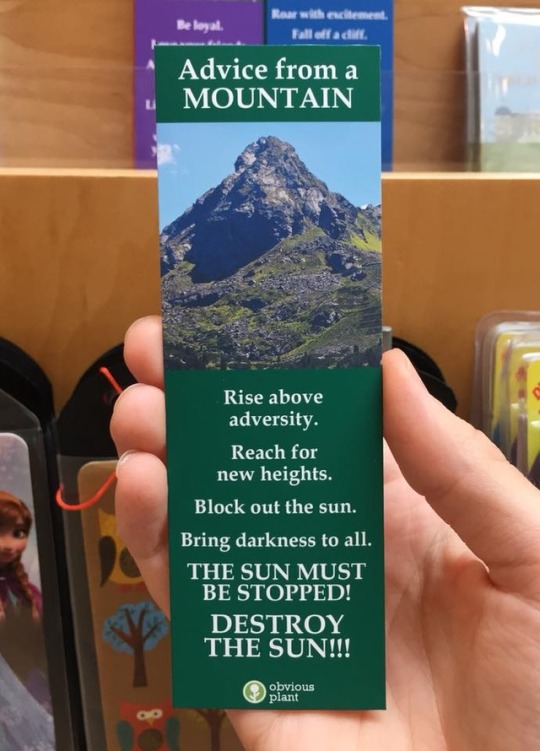 Be loyal.
Roar with excitement.
Fall off a cliff.
Advice from a
MOUNTAIN
Rise above
adversity.
Reach for
new heights.
Block out the sun.
Bring darkness to all.
THE SUN MUST
BE STOPPED!
DESTROY
THE SUN!!!
obvious
plant